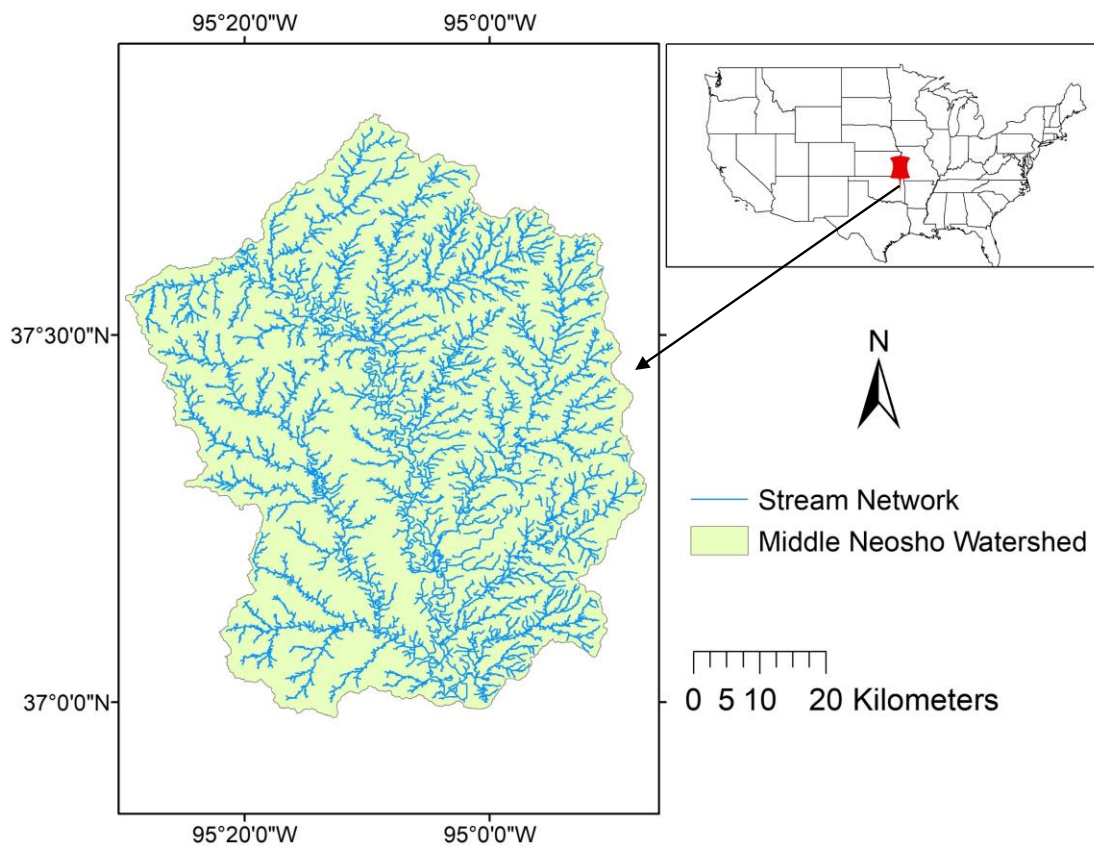 95°20'0"W 95°0'0"W
37°30'0"N
37°0'0"N
95°20'0"W 95°0'0"W
N
Stream Network
Middle Neosho Watershed
0 5 10 20 Kilometers